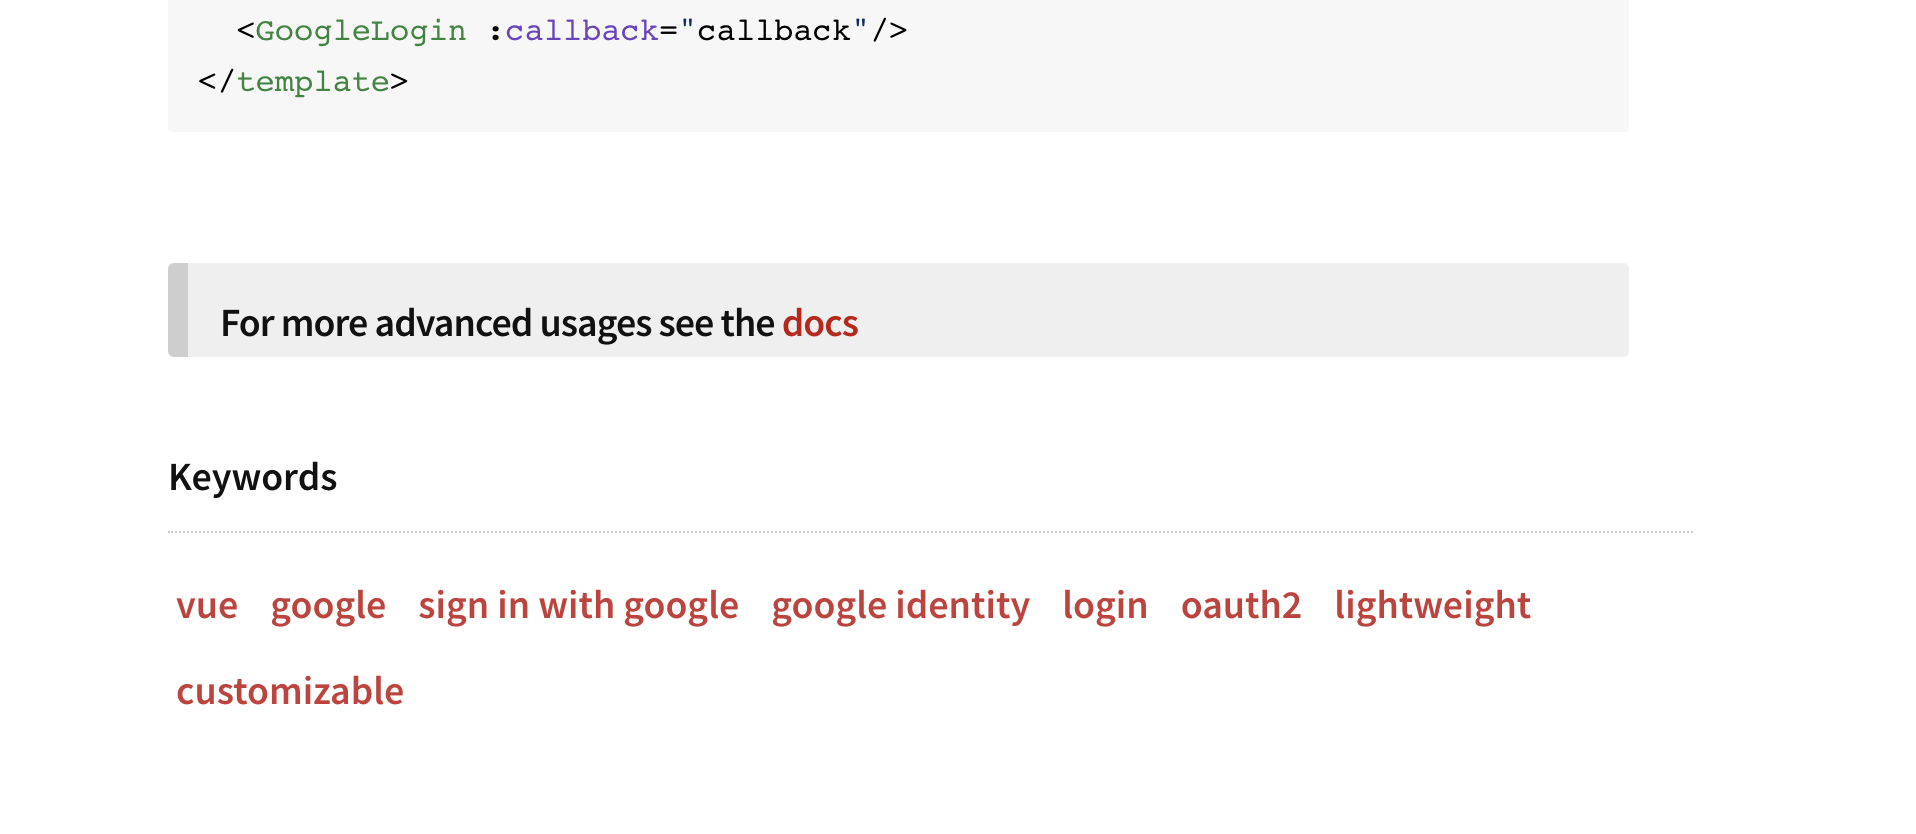 <GoogleLogin :callback="callback"/>
</template>
For more advanced usages see the docs
Keywords
vue google sign in with google google identity login oauth2 lightweight
customizable